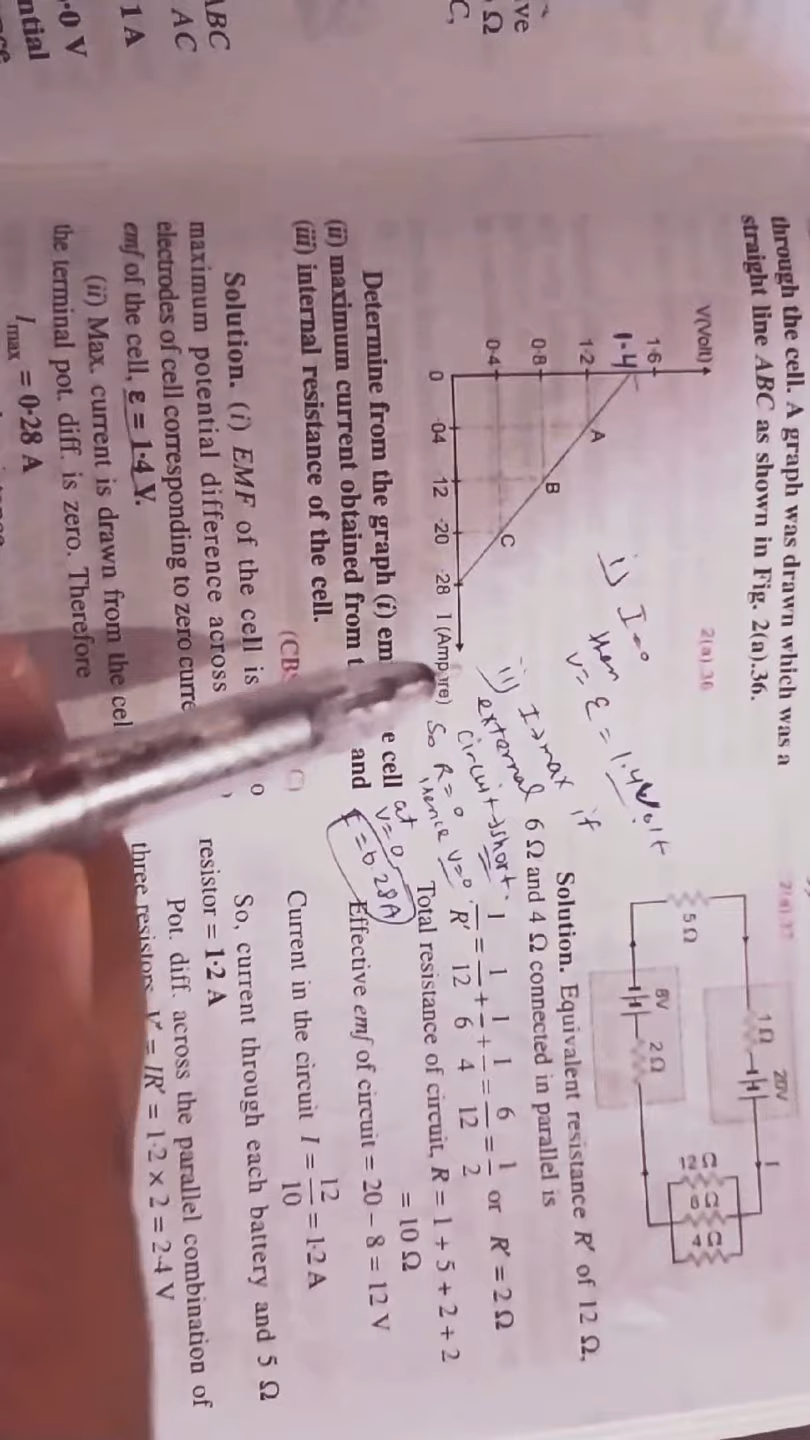 ve
Ω
C,
ABC
AC
1 A
·0 V
ntial
through the cell. A graph was drawn which was a
straight line ABC as shown in Fig. 2(a).36.
2(a).36
V(Volt)
1·6
1.4
1·2
0·8
0·4
0
·04
·12
·20
·28
I (Ampere)
A
B
C
Determine from the graph (i) em
e cell
(ii) maximum current obtained from t
and
(iii) internal resistance of the cell.
(CBS
C)
Solution. (i) EMF of the cell is
maximum potential difference across
electrodes of cell corresponding to zero curre
emf of the cell, ε = 1·4 V.
(ii) Max. current is drawn from the cel
the terminal pot. diff. is zero. Therefore
I max = 0·28 A
i) I=0
then
V = ε = 1.4Volt
ii) I→max if
external
circuit→short.
So R=0
hence V=0.
at
V=0,
I=0.28A
2(a).37
20V
1 Ω
I
5 Ω
8V
2 Ω
12 Ω
6 Ω
4 Ω
Solution. Equivalent resistance R′ of 12 Ω,
6 Ω and 4 Ω connected in parallel is
1/R′ = 1/12 + 1/6 + 1/4 = 6/12 = 1/2 or R′ = 2 Ω
Total resistance of circuit, R = 1 + 5 + 2 + 2
= 10 Ω
Effective emf of circuit = 20 – 8 = 12 V
Current in the circuit I = 12/10 = 1·2 A
So, current through each battery and 5 Ω
resistor = 1·2 A
Pot. diff. across the parallel combination of
three resistors, V′ = IR′ = 1·2 × 2 = 2·4 V